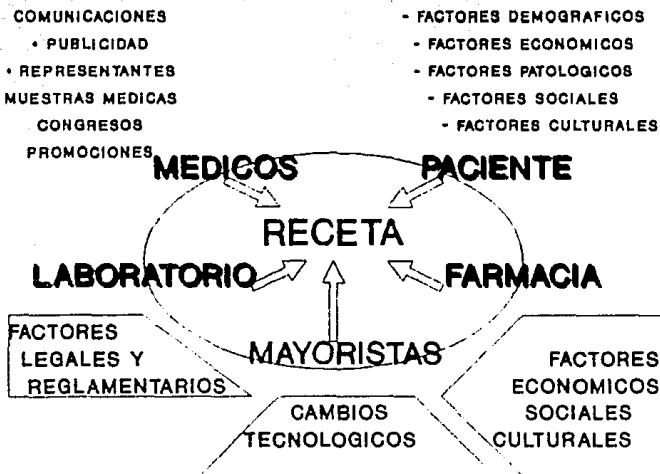 COMUNICACIONES
• PUBLICIDAD
• REPRESENTANTES
MUESTRAS MEDICAS
CONGRESOS
PROMOCIONES
- FACTORES DEMOGRAFICOS
- FACTORES ECONOMICOS
- FACTORES PATOLOGICOS
- FACTORES SOCIALES
- FACTORES CULTURALES
MEDICOS
PACIENTE
RECETA
LABORATORIO
FARMACIA
MAYORISTAS
FACTORES
LEGALES Y
REGLAMENTARIOS
CAMBIOS
TECNOLOGICOS
FACTORES
ECONOMICOS
SOCIALES
CULTURALES